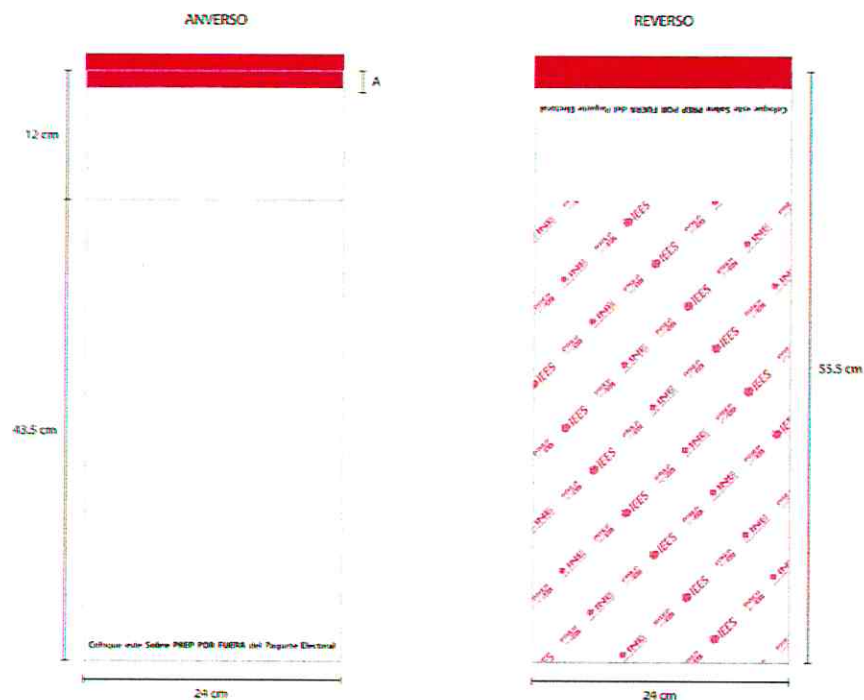 ANVERSO
REVERSO
A
Coloque este Sobre PREP POR FUERA del Paquete Electoral
12 cm
IEES
INE
55.5 cm
43.5 cm
Coloque este Sobre PREP POR FUERA del Paquete Electoral
24 cm
24 cm